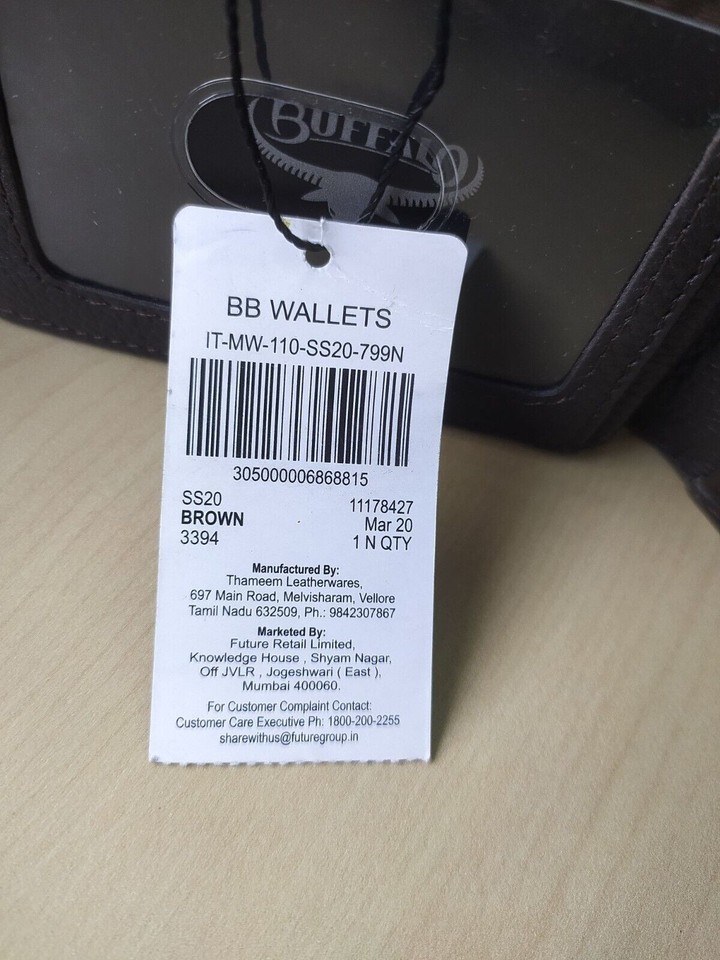 BUFFALO
BB WALLETS
IT-MW-110-SS20-799N
305000006868815
SS20 11178427
BROWN Mar 20
3394 1 N QTY
Manufactured By:
Thameem Leatherwares,
697 Main Road, Melvisharam, Vellore
Tamil Nadu 632509, Ph.: 9842307867
Marketed By:
Future Retail Limited,
Knowledge House , Shyam Nagar,
Off JVLR , Jogeshwari ( East ),
Mumbai 400060.
For Customer Complaint Contact:
Customer Care Executive Ph: 1800-200-2255
sharewithus@futuregroup.in